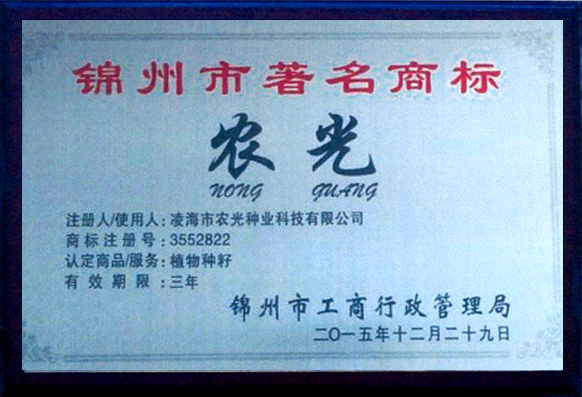 锦州市著名商标
农光
NONG GUANG
注册人/使用人：凌海市农光种业科技有限公司
商标注册号：3552822
认定商品/服务：植物种籽
有效期限：三年
锦州市工商行政管理局
二〇一五年十二月二十九日